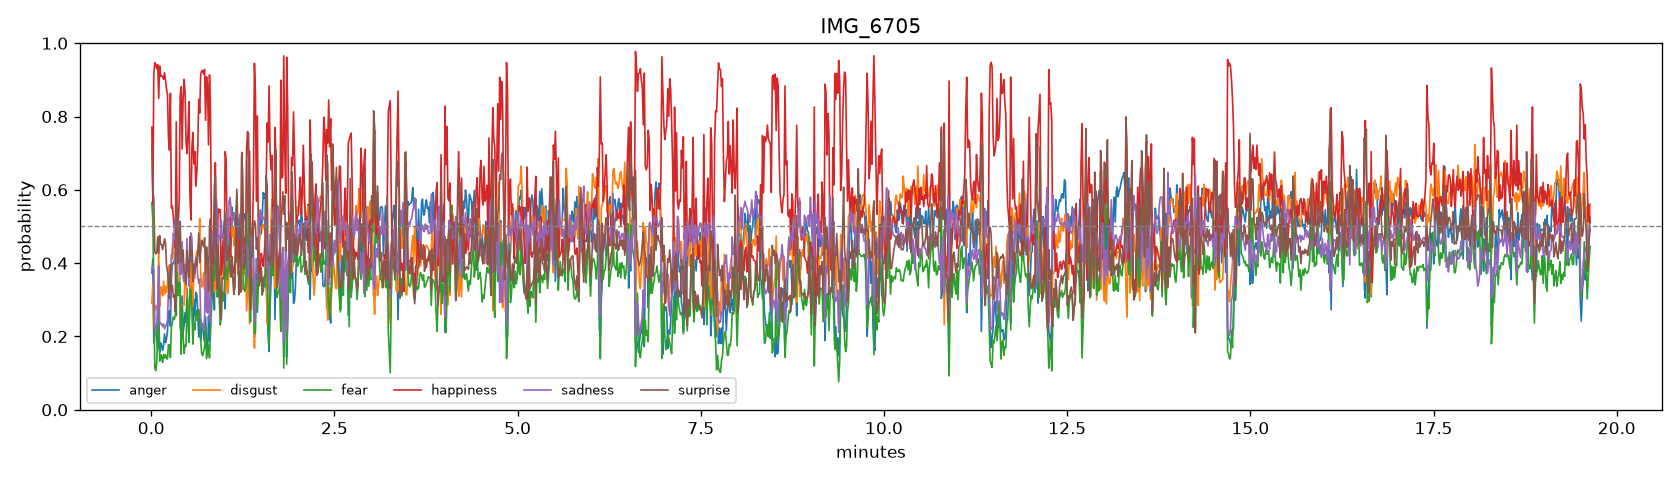 IMG_6705
probability
1.0
0.8
0.6
0.4
0.2
0.0
anger disgust fear happiness sadness surprise
0.0 2.5 5.0 7.5 10.0 12.5 15.0 17.5 20.0
minutes